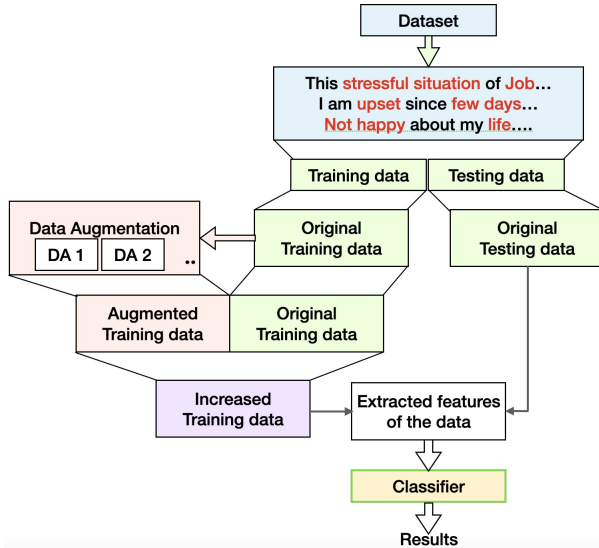 Dataset
This stressful situation of Job...
I am upset since few days...
Not happy about my life....
Training data
Testing data
Data Augmentation
DA 1
DA 2
..
Original
Training data
Original
Testing data
Augmented
Training data
Original
Training data
Increased
Training data
Extracted features
of the data
Classifier
Results